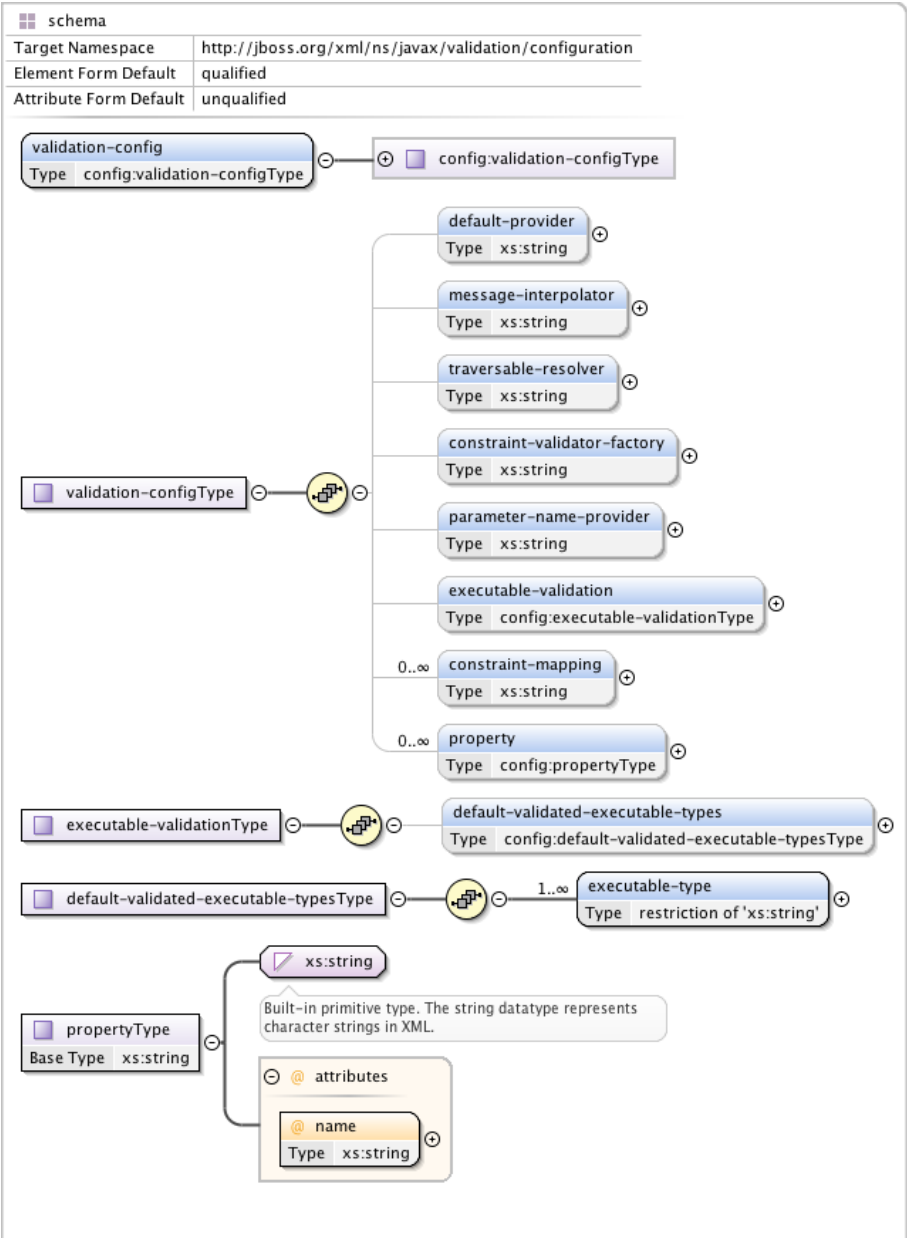 schema
Target Namespace http://jboss.org/xml/ns/javax/validation/configuration
Element Form Default qualified
Attribute Form Default unqualified
validation-config
Type config:validation-configType
config:validation-configType
default-provider
Type xs:string
message-interpolator
Type xs:string
traversable-resolver
Type xs:string
constraint-validator-factory
Type xs:string
validation-configType
parameter-name-provider
Type xs:string
executable-validation
Type config:executable-validationType
0..∞
constraint-mapping
Type xs:string
0..∞
property
Type config:propertyType
executable-validationType
default-validated-executable-types
Type config:default-validated-executable-typesType
default-validated-executable-typesType
1..∞
executable-type
Type restriction of 'xs:string'
xs:string
Built-in primitive type. The string datatype represents
character strings in XML.
propertyType
Base Type xs:string
@ attributes
@ name
Type xs:string